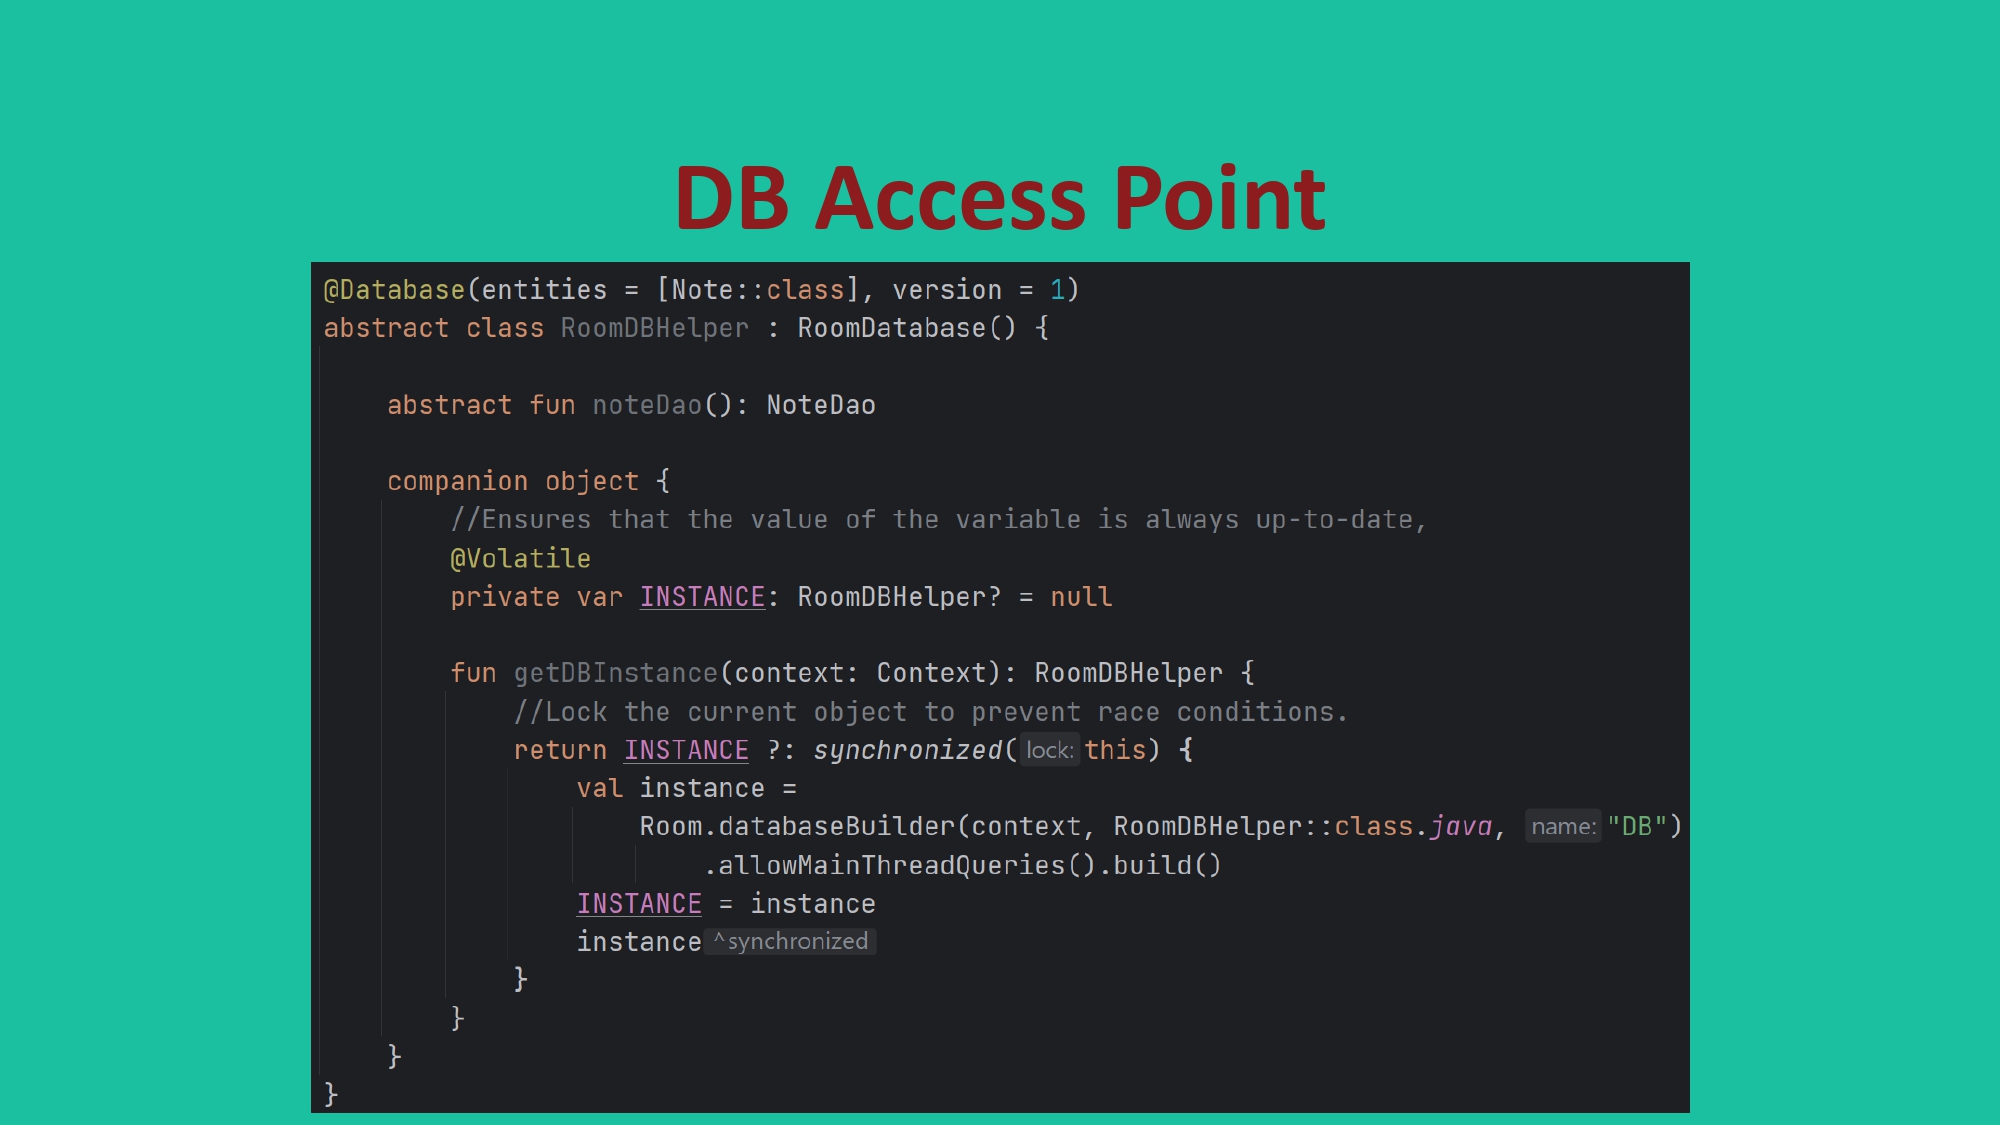 DB Access Point
@Database(entities = [Note::class], version = 1)
abstract class RoomDBHelper : RoomDatabase() {
abstract fun noteDao(): NoteDao
companion object {
//Ensures that the value of the variable is always up-to-date,
@Volatile
private var INSTANCE: RoomDBHelper? = null
fun getDBInstance(context: Context): RoomDBHelper {
//Lock the current object to prevent race conditions.
return INSTANCE ?: synchronized( lock: this) {
val instance =
Room.databaseBuilder(context, RoomDBHelper::class.java, name: "DB")
.allowMainThreadQueries().build()
INSTANCE = instance
instance ^synchronized
}
}
}
}